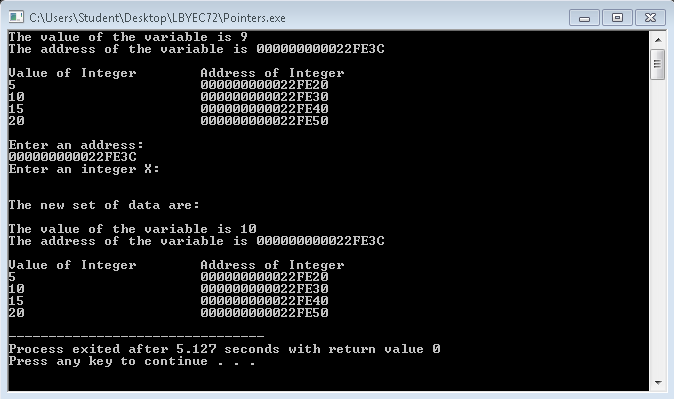 C:\Users\Student\Desktop\LBYEC72\Pointers.exe
The value of the variable is 9
The address of the variable is 000000000022FE3C
Value of Integer        Address of Integer
5                       000000000022FE20
10                      000000000022FE30
15                      000000000022FE40
20                      000000000022FE50
Enter an address:
000000000022FE3C
Enter an integer X:
The new set of data are:
The value of the variable is 10
The address of the variable is 000000000022FE3C
Value of Integer        Address of Integer
5                       000000000022FE20
10                      000000000022FE30
15                      000000000022FE40
20                      000000000022FE50
--------------------------------
Process exited after 5.127 seconds with return value 0
Press any key to continue . . .